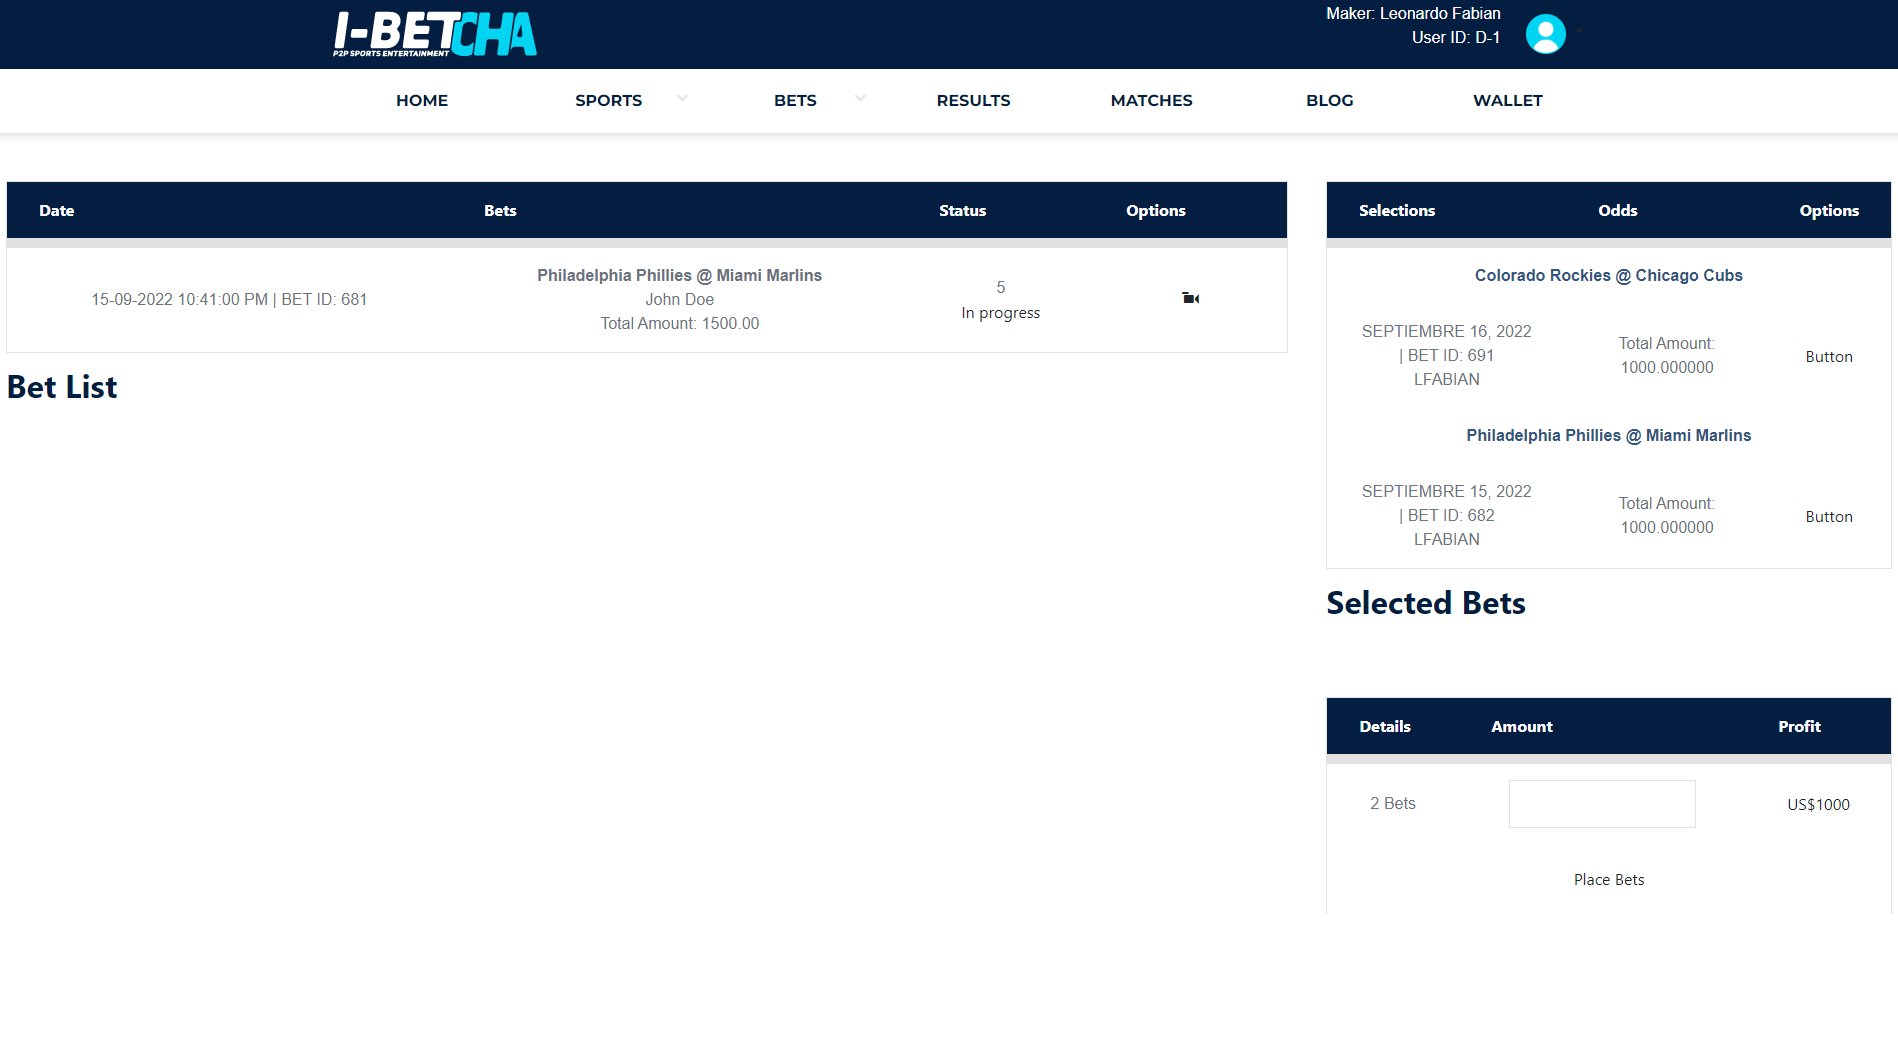 I-BETCHA
P2P SPORTS ENTERTAINMENT
Maker: Leonardo Fabian
User ID: D-1
HOME
SPORTS
BETS
RESULTS
MATCHES
BLOG
WALLET
Date
Bets
Status
Options
15-09-2022 10:41:00 PM | BET ID: 681
Philadelphia Phillies @ Miami Marlins
John Doe
Total Amount: 1500.00
5
In progress
Bet List
Selections
Odds
Options
Colorado Rockies @ Chicago Cubs
SEPTIEMBRE 16, 2022
| BET ID: 691
LFABIAN
Total Amount:
1000.000000
Button
Philadelphia Phillies @ Miami Marlins
SEPTIEMBRE 15, 2022
| BET ID: 682
LFABIAN
Total Amount:
1000.000000
Button
Selected Bets
Details
Amount
Profit
2 Bets
US$1000
Place Bets